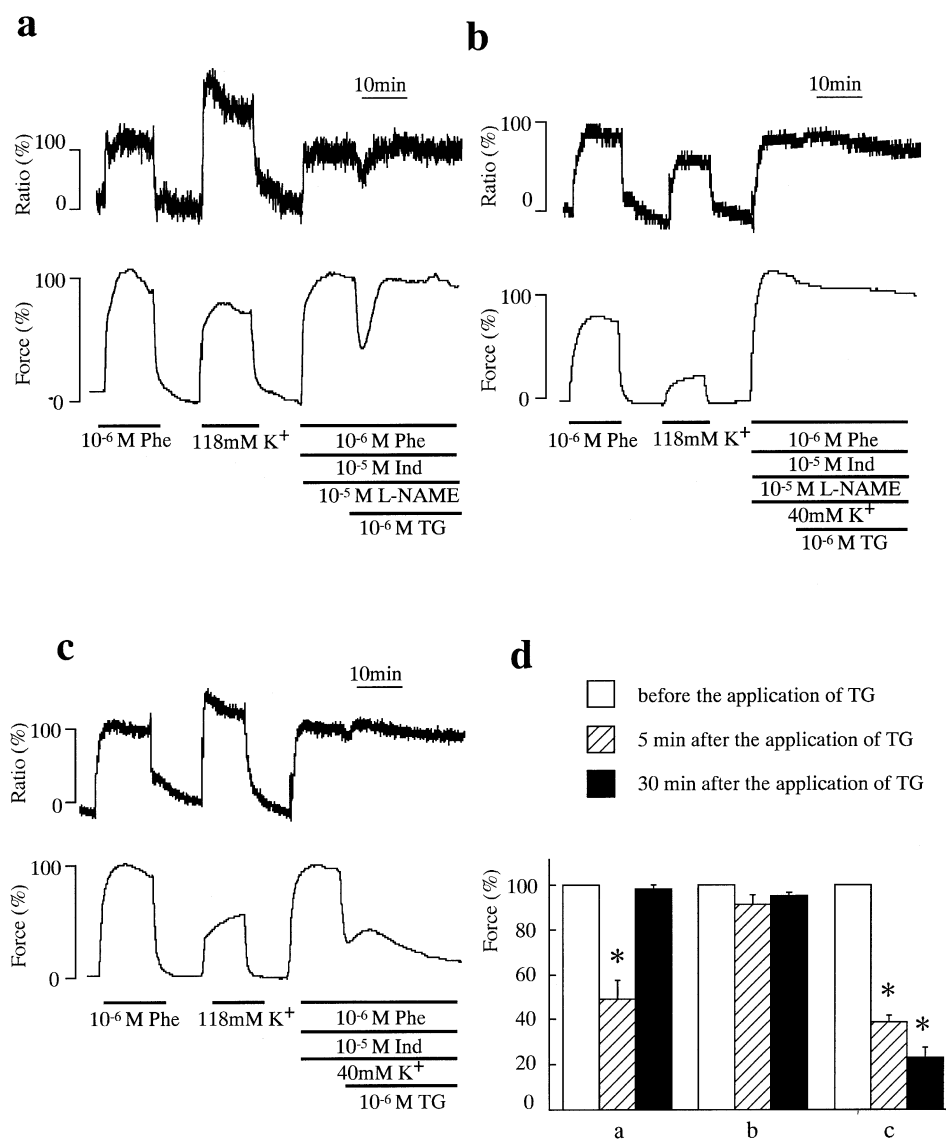 a
10min
Ratio (%)
100
0
Force (%)
100
0
10-6 M Phe
118mM K+
10-6 M Phe
10-5 M Ind
10-5 M L-NAME
10-6 M TG
b
10min
Ratio (%)
100
0
Force (%)
100
0
10-6 M Phe
118mM K+
10-6 M Phe
10-5 M Ind
10-5 M L-NAME
40mM K+
10-6 M TG
c
10min
Ratio (%)
100
0
Force (%)
100
0
10-6 M Phe
118mM K+
10-6 M Phe
10-5 M Ind
40mM K+
10-6 M TG
d
before the application of TG
5 min after the application of TG
30 min after the application of TG
Force (%)
100
80
60
40
20
0
*
*
*
a
b
c